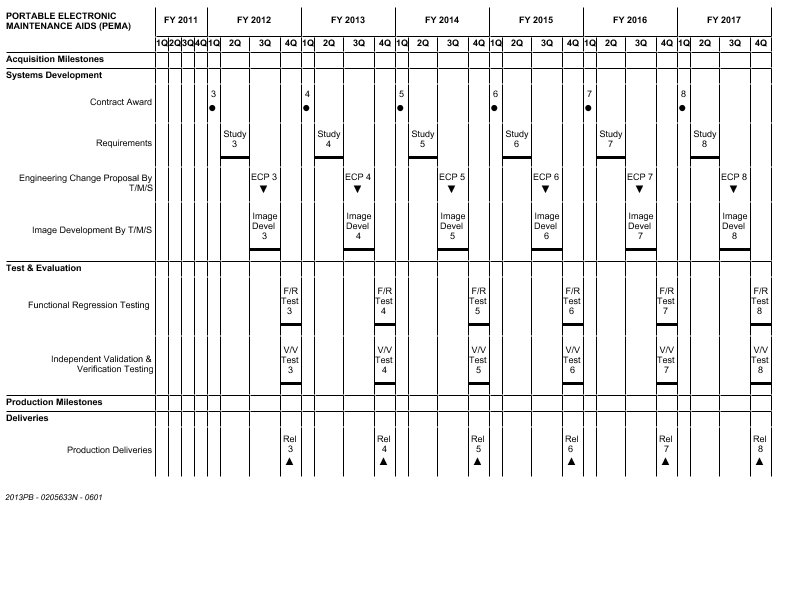 PORTABLE ELECTRONIC
MAINTENANCE AIDS (PEMA)
FY 2011 FY 2012 FY 2013 FY 2014 FY 2015 FY 2016 FY 2017
1Q 2Q 3Q 4Q 1Q 2Q 3Q 4Q 1Q 2Q 3Q 4Q 1Q 2Q 3Q 4Q 1Q 2Q 3Q 4Q 1Q 2Q 3Q 4Q 1Q 2Q 3Q 4Q
Acquisition Milestones
Systems Development
3 4 5 6 7 8
Contract Award
Requirements
Study Study Study Study Study Study
3 4 5 6 7 8
Engineering Change Proposal By
T/M/S
ECP 3 ECP 4 ECP 5 ECP 6 ECP 7 ECP 8
Image Development By T/M/S
Image Image Image Image Image Image
Devel Devel Devel Devel Devel Devel
3 4 5 6 7 8
Test & Evaluation
Functional Regression Testing
F/R F/R F/R F/R F/R F/R
Test Test Test Test Test Test
3 4 5 6 7 8
Independent Validation &
Verification Testing
V/V V/V V/V V/V V/V V/V
Test Test Test Test Test Test
3 4 5 6 7 8
Production Milestones
Deliveries
Production Deliveries
Rel Rel Rel Rel Rel Rel
3 4 5 6 7 8
2013PB - 0205633N - 0601